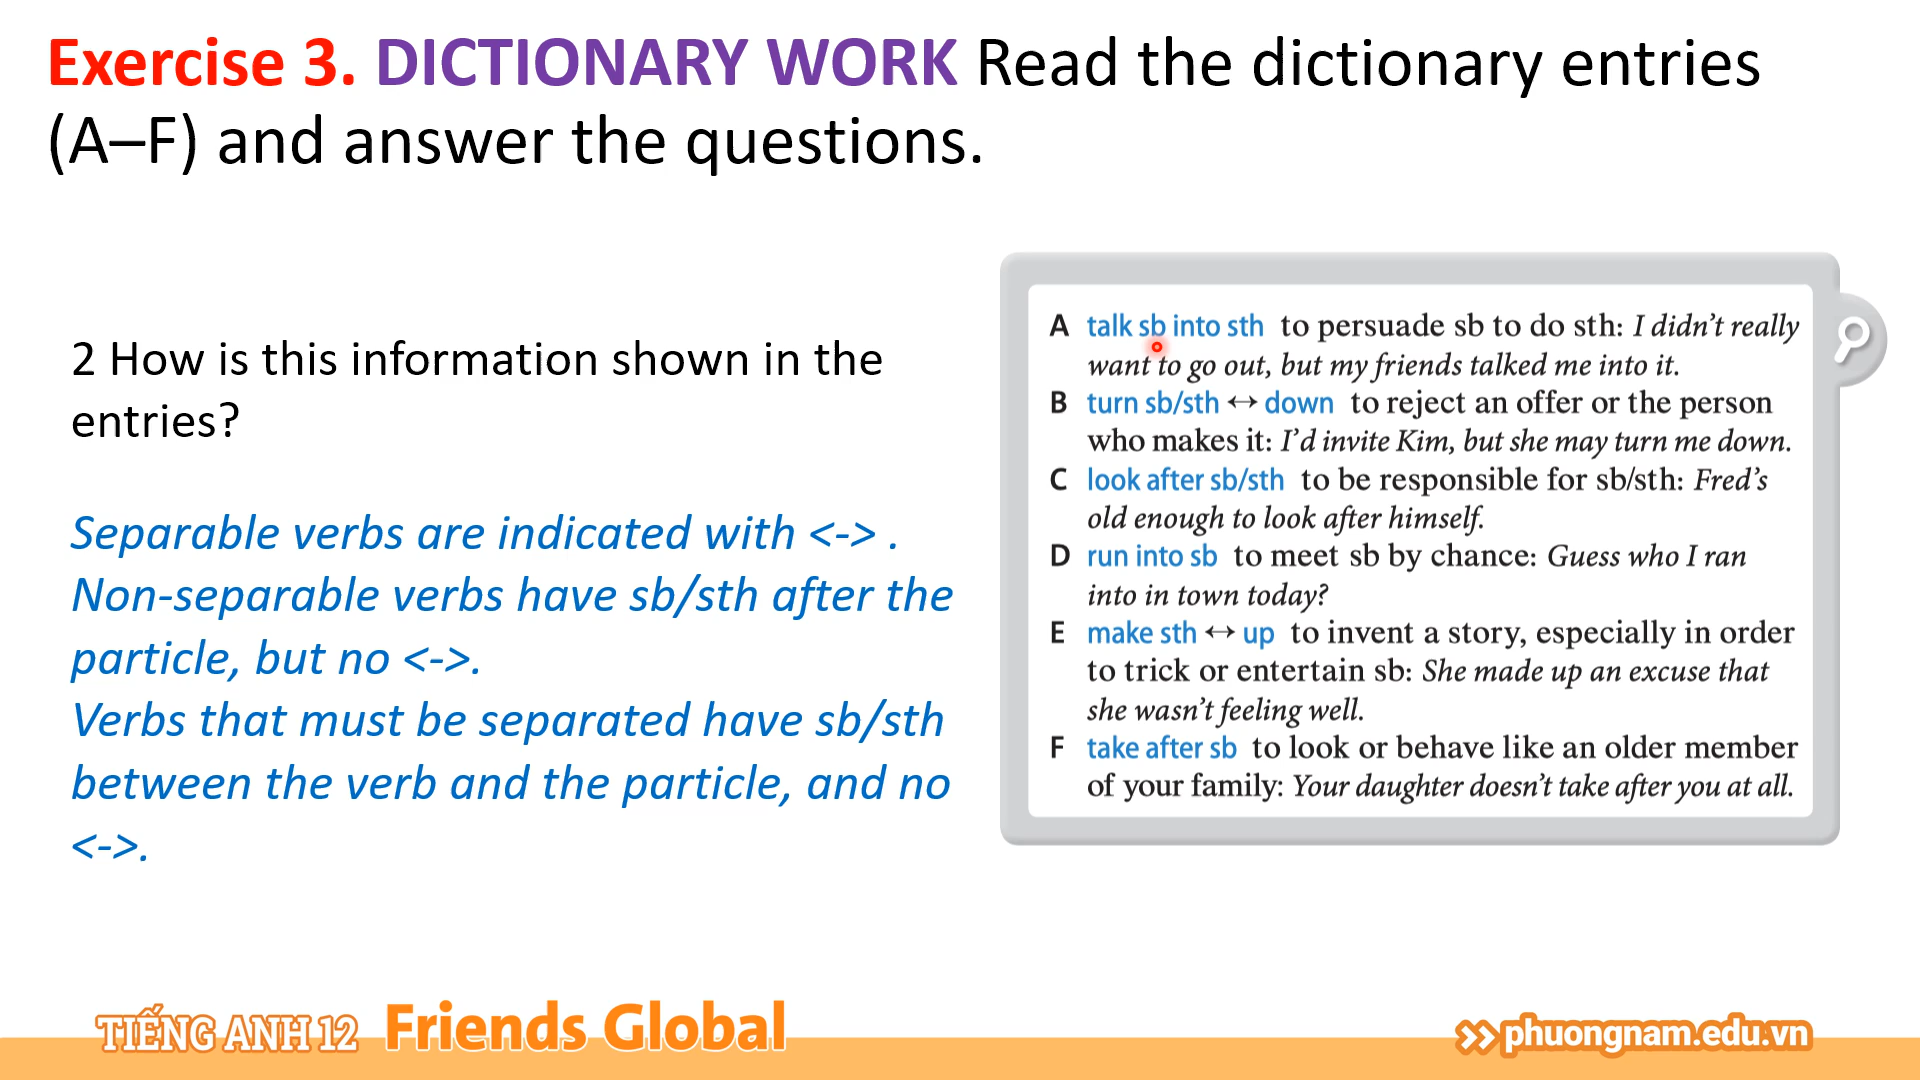 Exercise 3. DICTIONARY WORK Read the dictionary entries
(A–F) and answer the questions.
2 How is this information shown in the
entries?
Separable verbs are indicated with <-> .
Non-separable verbs have sb/sth after the
particle, but no <->.
Verbs that must be separated have sb/sth
between the verb and the particle, and no
<->.
A talk sb into sth to persuade sb to do sth: I didn't really
want to go out, but my friends talked me into it.
B turn sb/sth ↔ down to reject an offer or the person
who makes it: I'd invite Kim, but she may turn me down.
C look after sb/sth to be responsible for sb/sth: Fred's
old enough to look after himself.
D run into sb to meet sb by chance: Guess who I ran
into in town today?
E make sth ↔ up to invent a story, especially in order
to trick or entertain sb: She made up an excuse that
she wasn't feeling well.
F take after sb to look or behave like an older member
of your family: Your daughter doesn't take after you at all.
TIẾNG ANH 12 Friends Global
phuongnam.edu.vn